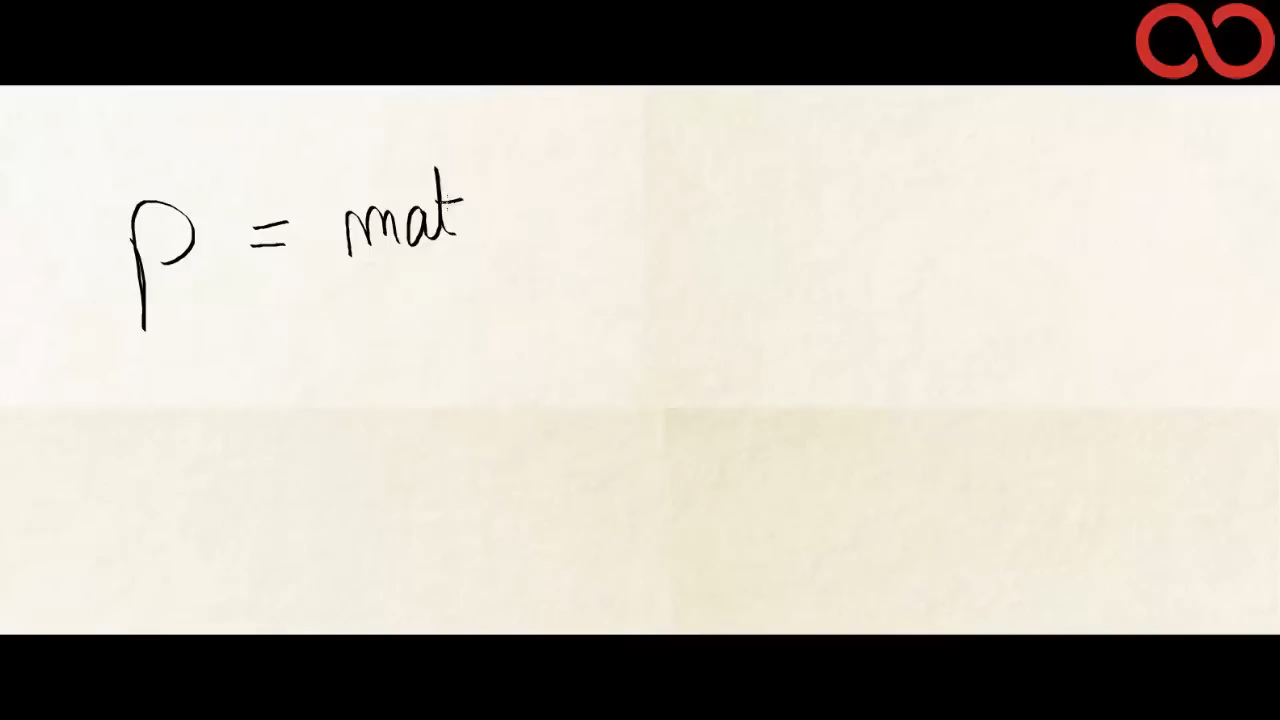 p = mat